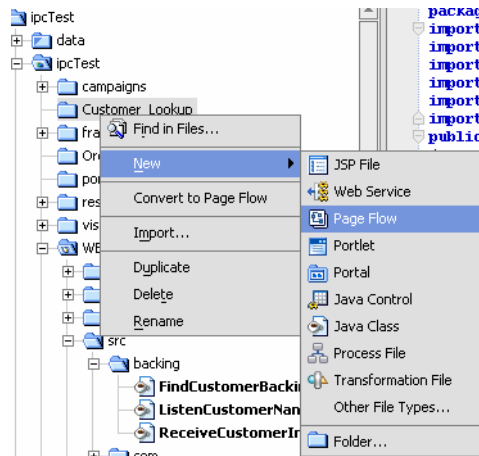 ipcTest
data
ipcTest
campaigns
Customer_Lookup
Find in Files...
New
Convert to Page Flow
Import...
Duplicate
Delete
Rename
JSP File
Web Service
Page Flow
Portlet
Portal
Java Control
Java Class
Process File
Transformation File
Other File Types...
Folder...
src
backing
FindCustomerBacki
ListenCustomerNan
ReceiveCustomerIr
com
packag
import
import
import
import
import
import
public